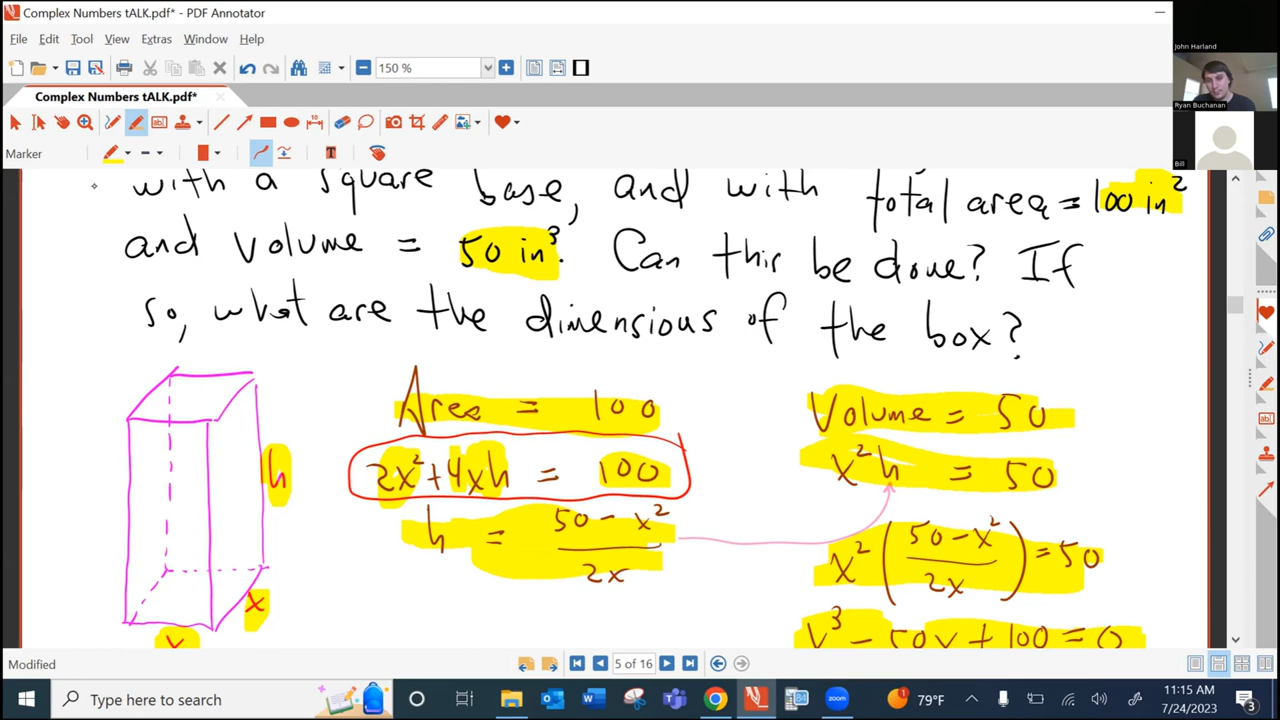 Complex Numbers tALK.pdf* - PDF Annotator
File Edit Tool View Extras Window Help
150 %
Complex Numbers tALK.pdf*
Marker
John Harland
Ryan Buchanan
Bill
with a square base, and with total area = 100 in²
and volume = 50 in³. Can this be done? If
so, what are the dimensious of the box?
Area = 100
Volume = 50
2x² + 4xh = 100
x²h = 50
h = (50 - x²)/2x
x² ((50 - x²)/2x) = 50
x³ - 50x + 100 = 0
h
x
x
Modified
5 of 16
Type here to search
79°F
11:15 AM
7/24/2023
3